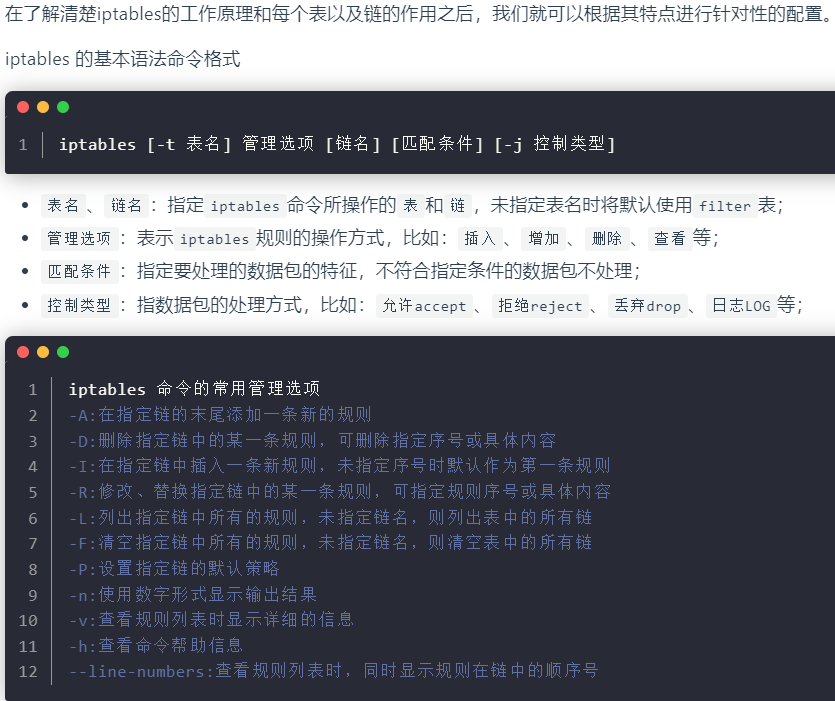 在了解清楚iptables的工作原理和每个表以及链的作用之后，我们就可以根据其特点进行针对性的配置。
iptables 的基本语法命令格式
1 iptables [-t 表名] 管理选项 [链名] [匹配条件] [-j 控制类型]
• 表名、链名：指定iptables命令所操作的表和链，未指定表名时将默认使用filter表；
• 管理选项：表示iptables规则的操作方式，比如：插入、增加、删除、查看等；
• 匹配条件：指定要处理的数据包的特征，不符合指定条件的数据包不处理；
• 控制类型：指数据包的处理方式，比如：允许accept、拒绝reject、丢弃drop、日志LOG等；
1 iptables 命令的常用管理选项
2 -A:在指定链的末尾添加一条新的规则
3 -D:删除指定链中的某一条规则，可删除指定序号或具体内容
4 -I:在指定链中插入一条新规则，未指定序号时默认作为第一条规则
5 -R:修改、替换指定链中的某一条规则，可指定规则序号或具体内容
6 -L:列出指定链中所有的规则，未指定链名，则列出表中的所有链
7 -F:清空指定链中所有的规则，未指定链名，则清空表中的所有链
8 -P:设置指定链的默认策略
9 -n:使用数字形式显示输出结果
10 -v:查看规则列表时显示详细的信息
11 -h:查看命令帮助信息
12 --line-numbers:查看规则列表时，同时显示规则在链中的顺序号